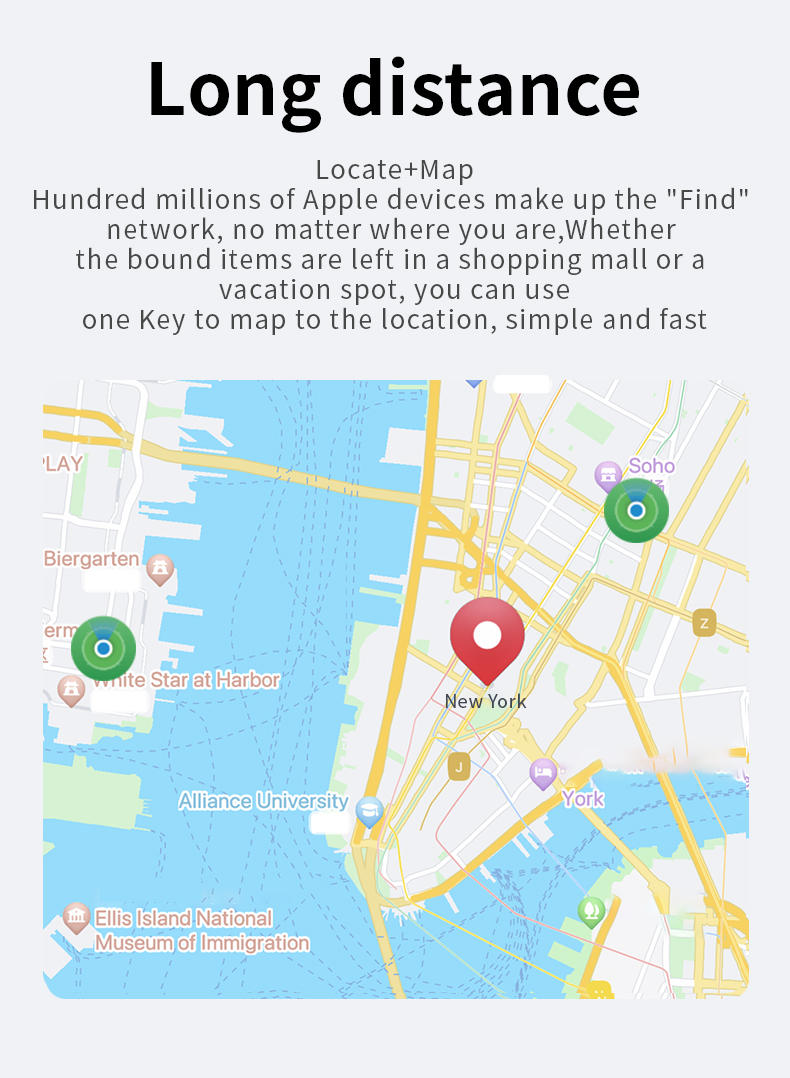 Long distance
Locate+Map
Hundred millions of Apple devices make up the "Find"
network, no matter where you are,Whether
the bound items are left in a shopping mall or a
vacation spot, you can use
one Key to map to the location, simple and fast
PLAY
Soho
Biergarten
Z
White Star at Harbor
New York
J
York
Alliance University
Ellis Island National
Museum of Immigration